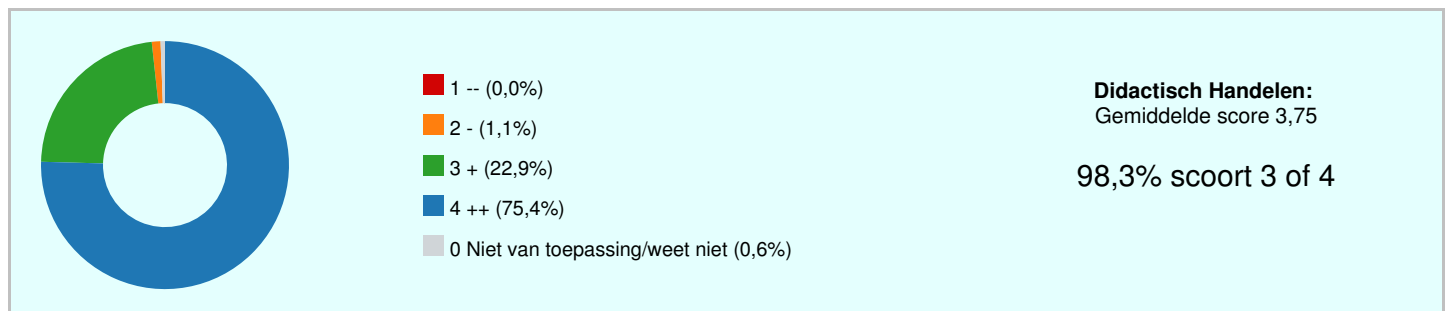 1 -- (0,0%)
2 - (1,1%)
3 + (22,9%)
4 ++ (75,4%)
0 Niet van toepassing/weet niet (0,6%)
Didactisch Handelen:
Gemiddelde score 3,75
98,3% scoort 3 of 4